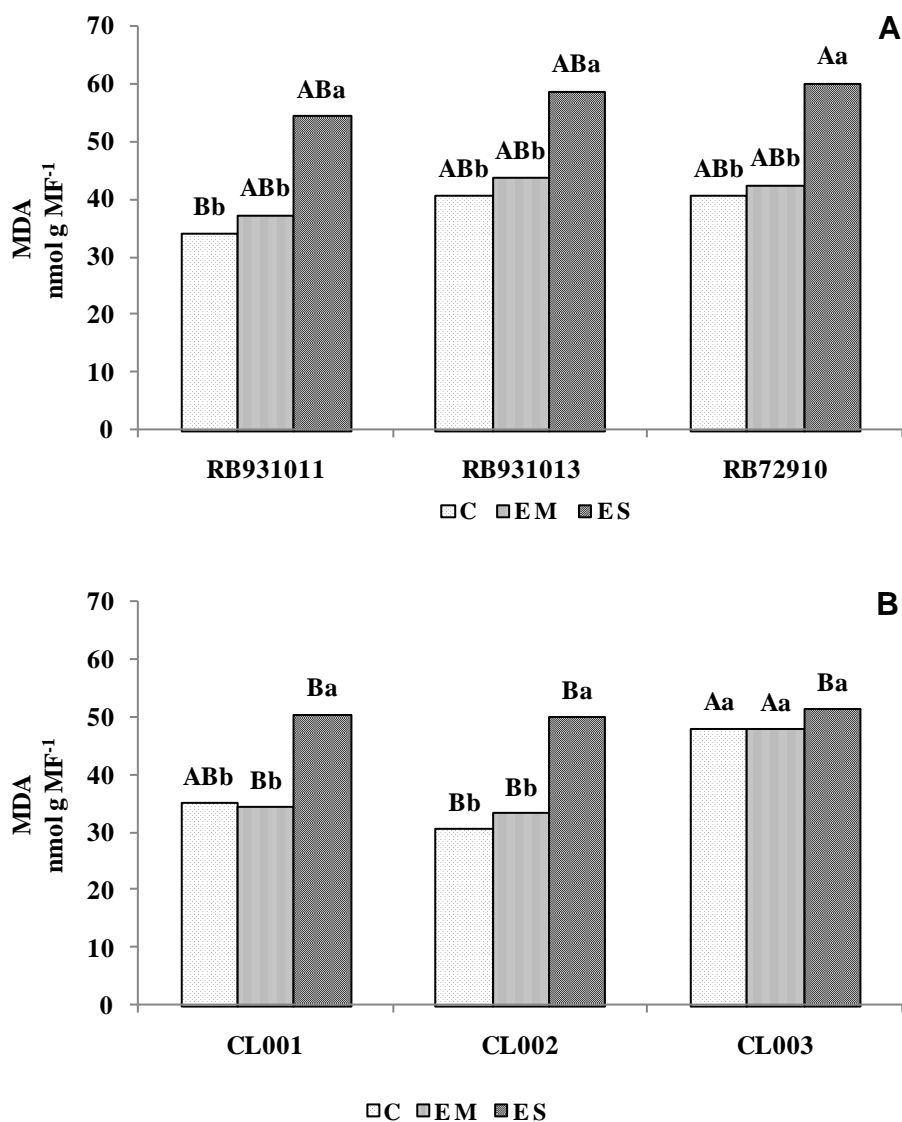 A
70
60
50
40
30
20
10
0
MDA
nmol g MF⁻¹
Bb ABb ABa
ABb ABb ABa
ABb ABb Aa
RB931011 RB931013 RB72910
C EM ES
B
70
60
50
40
30
20
10
0
MDA
nmol g MF⁻¹
ABb Bb Ba
Bb Bb Ba
Aa Aa Ba
CL001 CL002 CL003
C EM ES